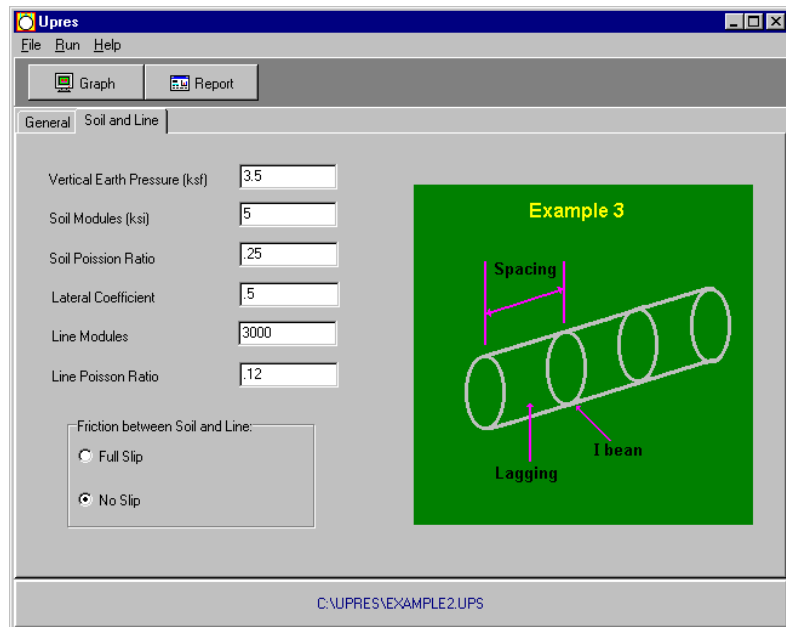 Upres
File Run Help
Graph Report
General Soil and Line
Vertical Earth Pressure (ksf) 3.5
Soil Modules (ksi) 5
Soil Poission Ratio .25
Lateral Coefficient .5
Line Modules 3000
Line Poisson Ratio .12
Friction between Soil and Line:
Full Slip
No Slip
Example 3
Spacing
I bean
Lagging
C:\UPRES\EXAMPLE2.UPS